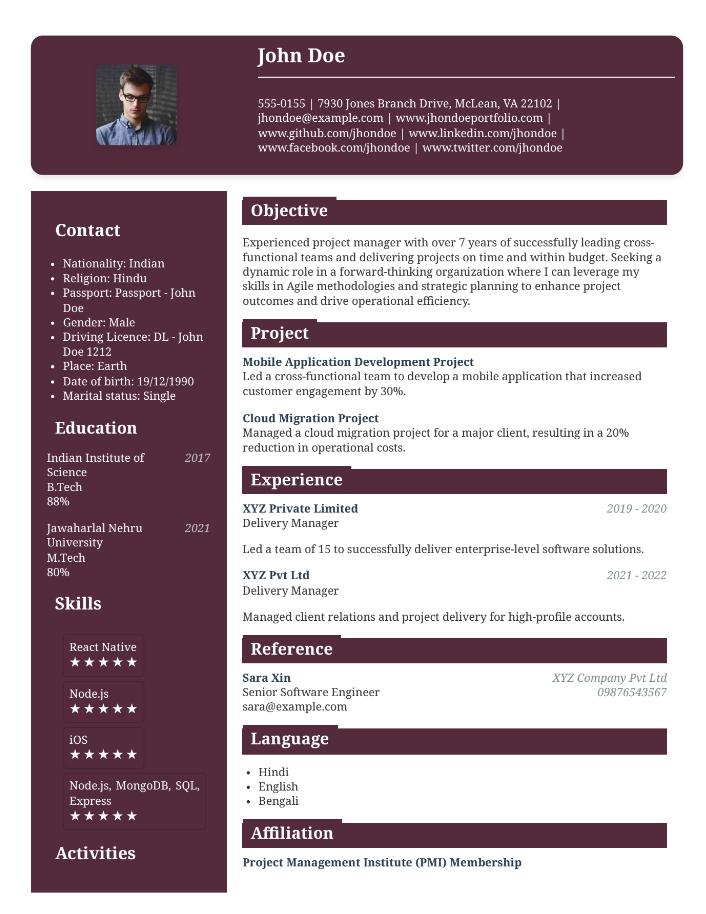 John Doe
555-0155 | 7930 Jones Branch Drive, McLean, VA 22102 |
jhondoe@example.com | www.jhondoeportfolio.com |
www.github.com/jhondoe | www.linkedin.com/jhondoe |
www.facebook.com/jhondoe | www.twitter.com/jhondoe
Contact
• Nationality: Indian
• Religion: Hindu
• Passport: Passport - John
Doe
• Gender: Male
• Driving Licence: DL - John
Doe 1212
• Place: Earth
• Date of birth: 19/12/1990
• Marital status: Single
Education
Indian Institute of 2017
Science
B.Tech
88%
Jawaharlal Nehru 2021
University
M.Tech
80%
Skills
React Native
★★★★★
Node.js
★★★★★
iOS
★★★★★
Node.js, MongoDB, SQL,
Express
★★★★★
Activities
Objective
Experienced project manager with over 7 years of successfully leading cross-
functional teams and delivering projects on time and within budget. Seeking a
dynamic role in a forward-thinking organization where I can leverage my
skills in Agile methodologies and strategic planning to enhance project
outcomes and drive operational efficiency.
Project
Mobile Application Development Project
Led a cross-functional team to develop a mobile application that increased
customer engagement by 30%.
Cloud Migration Project
Managed a cloud migration project for a major client, resulting in a 20%
reduction in operational costs.
Experience
XYZ Private Limited 2019 - 2020
Delivery Manager
Led a team of 15 to successfully deliver enterprise-level software solutions.
XYZ Pvt Ltd 2021 - 2022
Delivery Manager
Managed client relations and project delivery for high-profile accounts.
Reference
Sara Xin XYZ Company Pvt Ltd
Senior Software Engineer 09876543567
sara@example.com
Language
• Hindi
• English
• Bengali
Affiliation
Project Management Institute (PMI) Membership